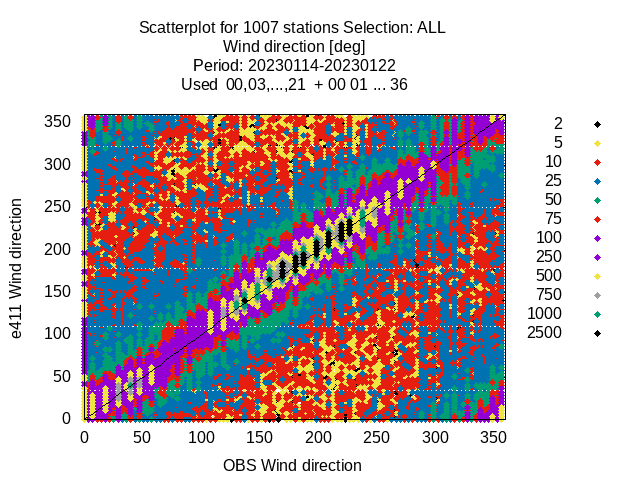 Scatterplot for 1007 stations Selection: ALL
Wind direction [deg]
Period: 20230114-20230122
Used  00,03,...,21  + 00 01 ... 36
350
300
250
200
150
100
50
0
e411 Wind direction
0 50 100 150 200 250 300 350
OBS Wind direction
2
5
10
25
50
75
100
250
500
750
1000
2500